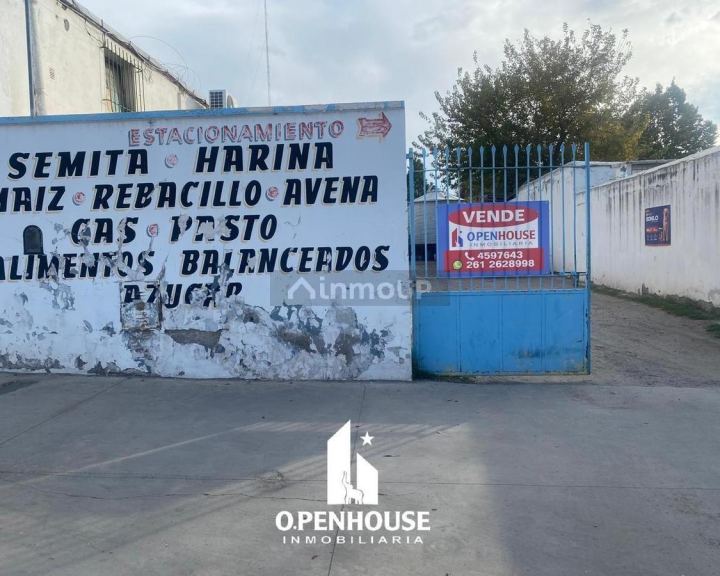 ESTACIONAMIENTO
SEMITA • HARINA
MAIZ • REBACILLO • AVENA
GAS • PASTO
ALIMENTOS BALANCEADOS
AZUCAR
VENDE
OPENHOUSE
INMOBILIARIA
4597643
261 2628998
inmoUP
O.PENHOUSE
INMOBILIARIA